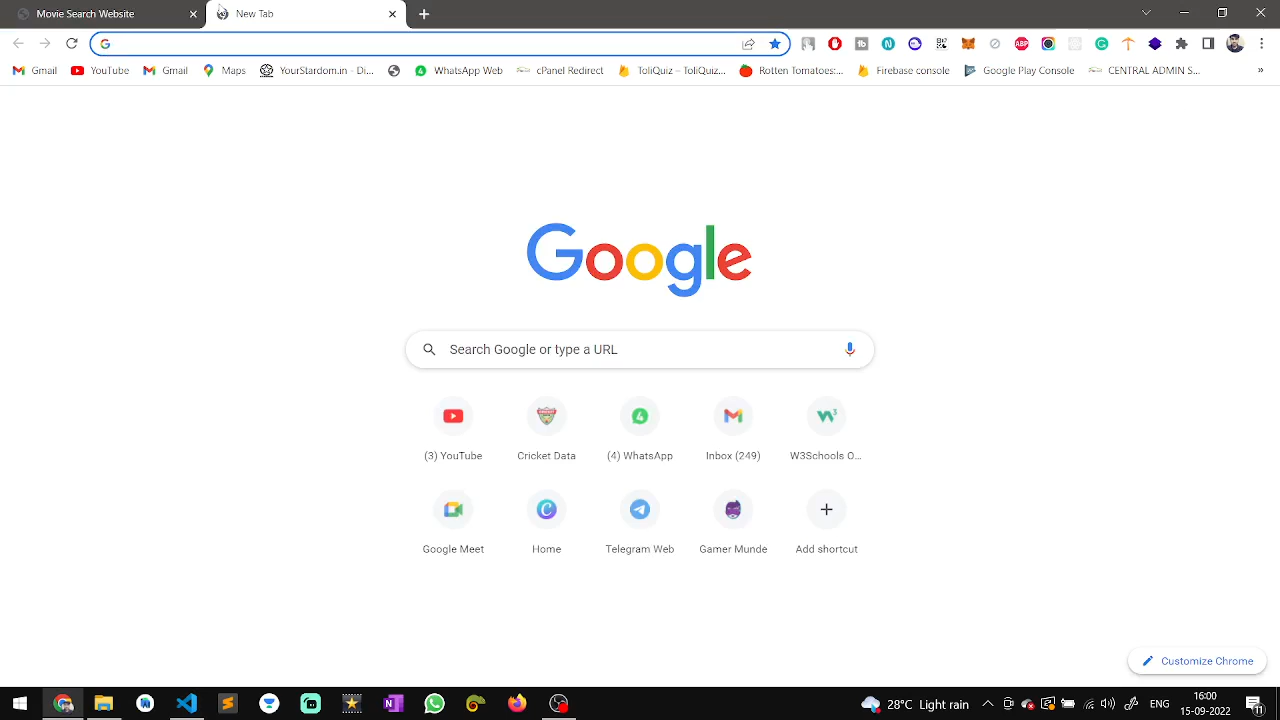 Movie Search Website
New Tab
Gmail
YouTube
Gmail
Maps
YourStardom.in - Di...
WhatsApp Web
cPanel Redirect
ToliQuiz – ToliQuiz...
Rotten Tomatoes:...
Firebase console
Google Play Console
CENTRAL ADMIN S...
»
Google
Search Google or type a URL
(3) YouTube
Cricket Data
(4) WhatsApp
Inbox (249)
W3Schools O...
Google Meet
Home
Telegram Web
Gamer Munde
Add shortcut
Customize Chrome
28°C Light rain
ENG
16:00
15-09-2022